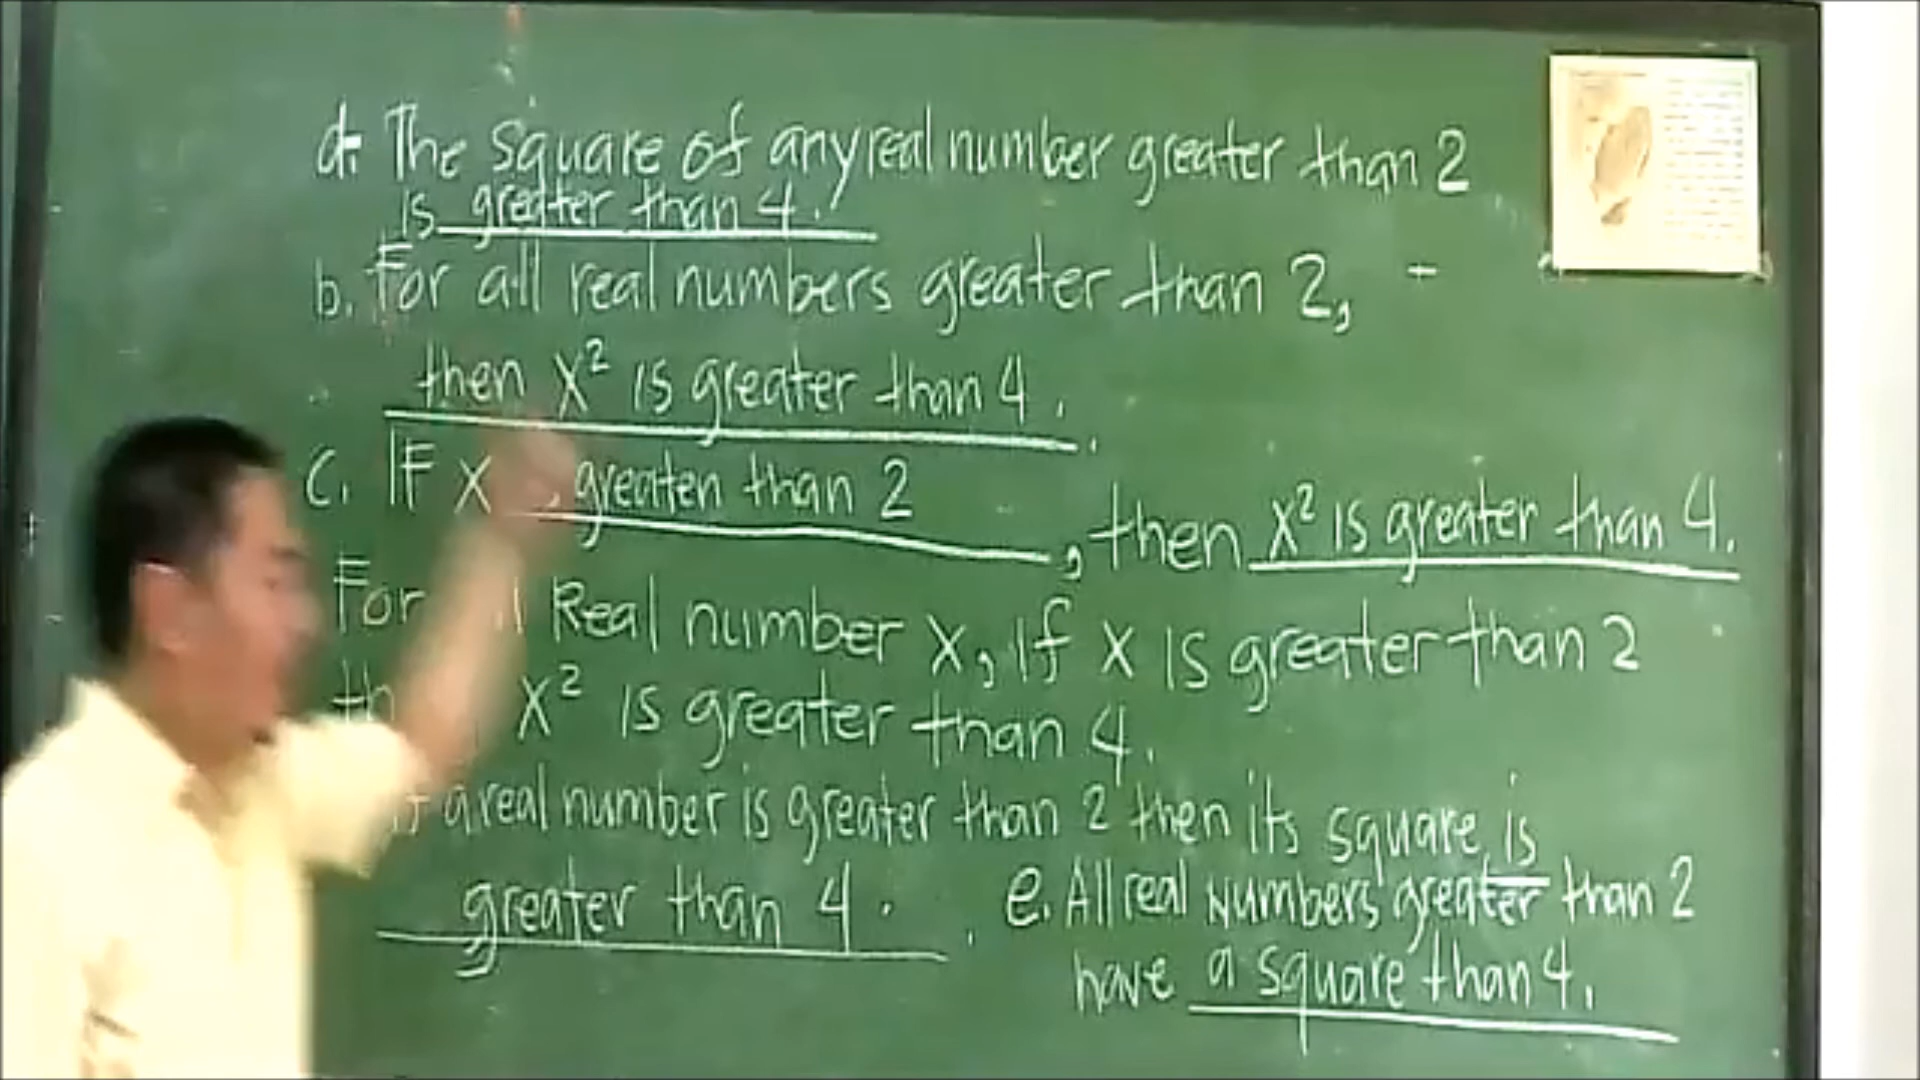 d. The square of any real number greater than 2
is greater than 4.
b. For all real numbers greater than 2,
then x² is greater than 4.
c. IF x greaten than 2, then x² is greater than 4.
For Real number x, if x is greater than 2
x² is greater than 4.
a real number is greater than 2 then its square is
greater than 4.
e. All real Numbers greater than 2
have a square than 4.